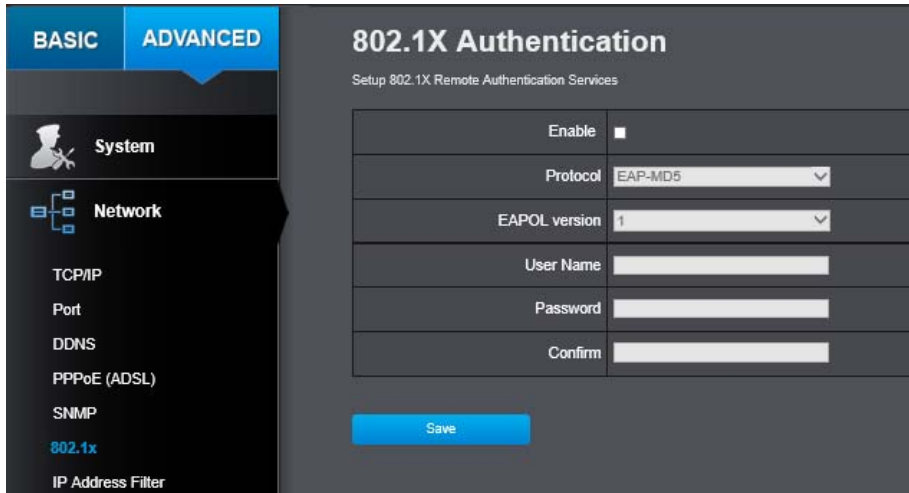 BASIC
ADVANCED
System
Network
TCP/IP
Port
DDNS
PPPoE (ADSL)
SNMP
802.1x
IP Address Filter
802.1X Authentication
Setup 802.1X Remote Authentication Services
Enable
Protocol EAP-MD5
EAPOL version 1
User Name
Password
Confirm
Save